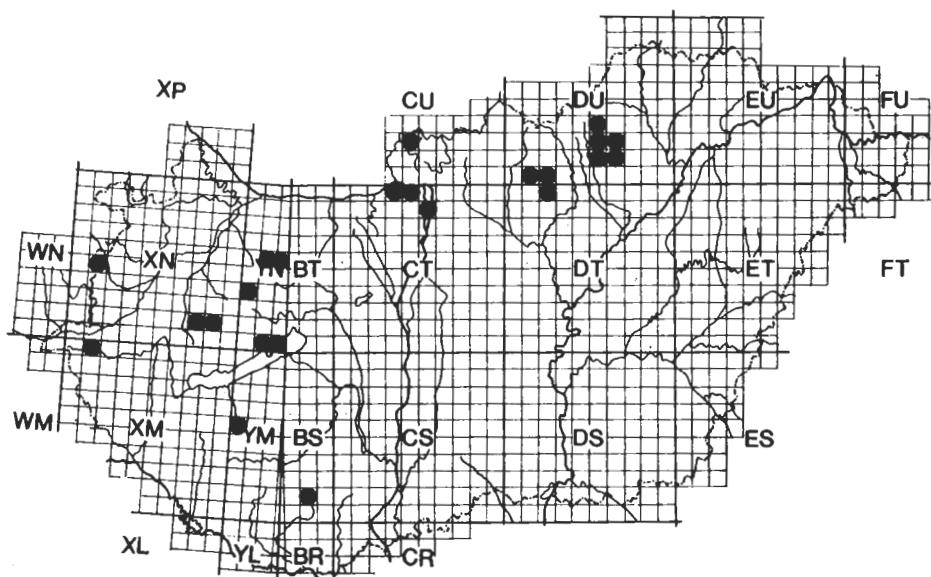 XP CU DU EU FU
WN XN YN BT CT DT ET FT
WM XM YM BS CS DS ES
XL YL BR CR